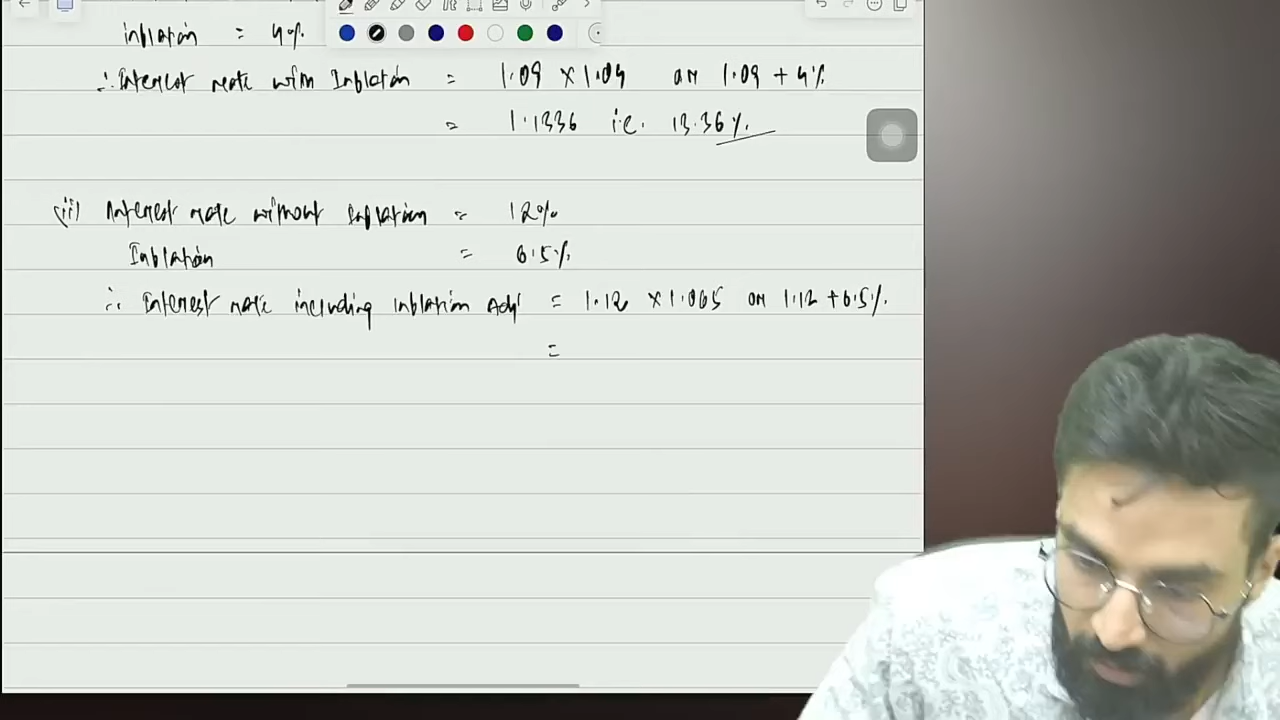 inflation = 4%
∴ Interest rate with Inflation = 1.09 × 1.04 or 1.09 + 4%
= 1.1336 i.e. 13.36%
(ii) Interest rate without Inflation = 12%
Inflation = 6.5%
∴ Interest rate including inflation Adj = 1.12 × 1.065 or 1.12 + 6.5%
=